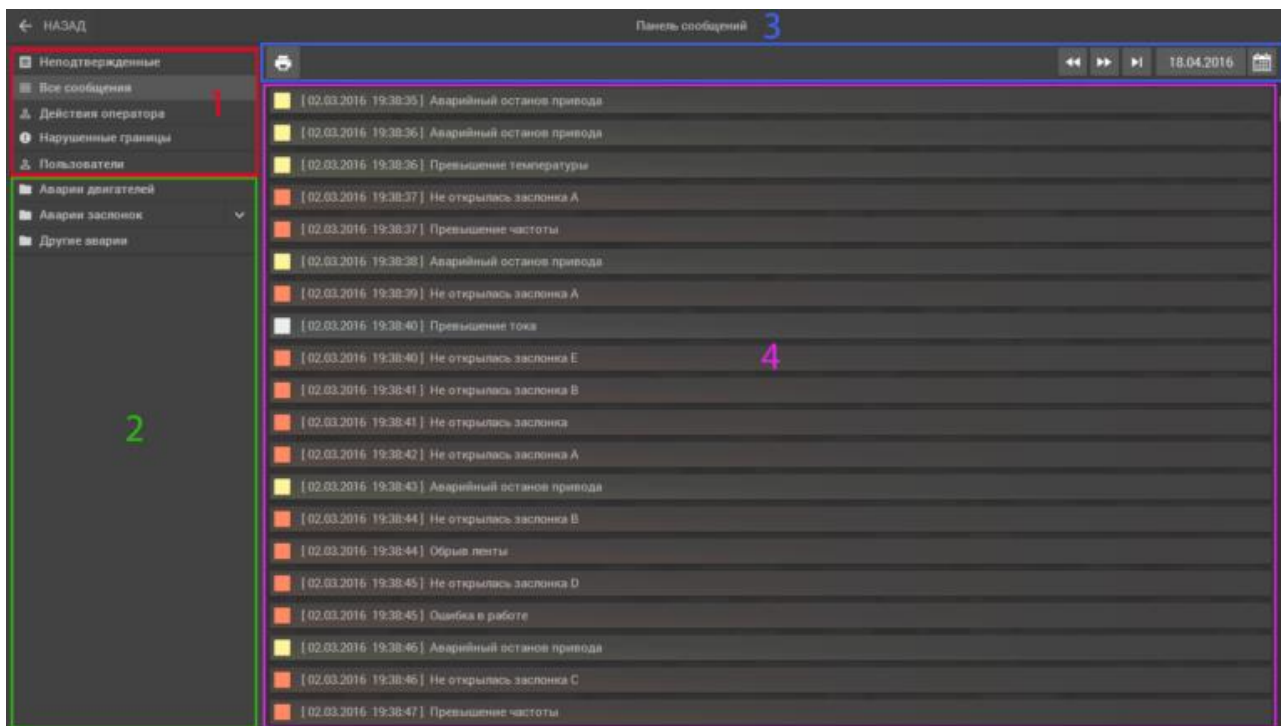 НАЗАД
Панель сообщений 3
Неподтвержденные
Все сообщения
1
Действия оператора
Нарушенные границы
Пользователи
Аварии двигателей
Аварии заслонок
Другие аварии
2
18.04.2016
[ 02.03.2016 19:38:35 ] Аварийный останов привода
[ 02.03.2016 19:38:36 ] Аварийный останов привода
[ 02.03.2016 19:38:36 ] Превышение температуры
[ 02.03.2016 19:38:37 ] Не открылась заслонка A
[ 02.03.2016 19:38:37 ] Превышение частоты
[ 02.03.2016 19:38:38 ] Аварийный останов привода
[ 02.03.2016 19:38:39 ] Не открылась заслонка A
[ 02.03.2016 19:38:40 ] Превышение тока
[ 02.03.2016 19:38:40 ] Не открылась заслонка E
4
[ 02.03.2016 19:38:41 ] Не открылась заслонка B
[ 02.03.2016 19:38:41 ] Не открылась заслонка
[ 02.03.2016 19:38:42 ] Не открылась заслонка A
[ 02.03.2016 19:38:43 ] Аварийный останов привода
[ 02.03.2016 19:38:44 ] Не открылась заслонка B
[ 02.03.2016 19:38:44 ] Обрыв ленты
[ 02.03.2016 19:38:45 ] Не открылась заслонка D
[ 02.03.2016 19:38:45 ] Ошибка в работе
[ 02.03.2016 19:38:46 ] Аварийный останов привода
[ 02.03.2016 19:38:46 ] Не открылась заслонка C
[ 02.03.2016 19:38:47 ] Превышение частоты